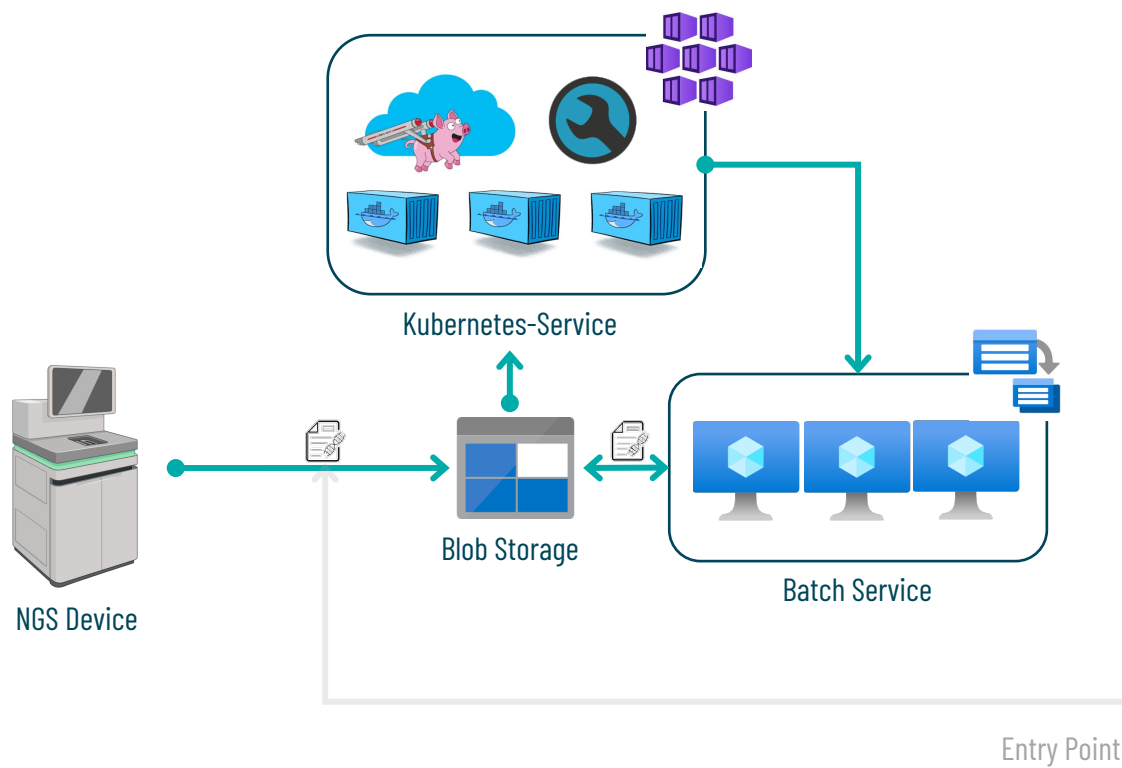 Kubernetes-Service
Blob Storage
Batch Service
NGS Device
Entry Point